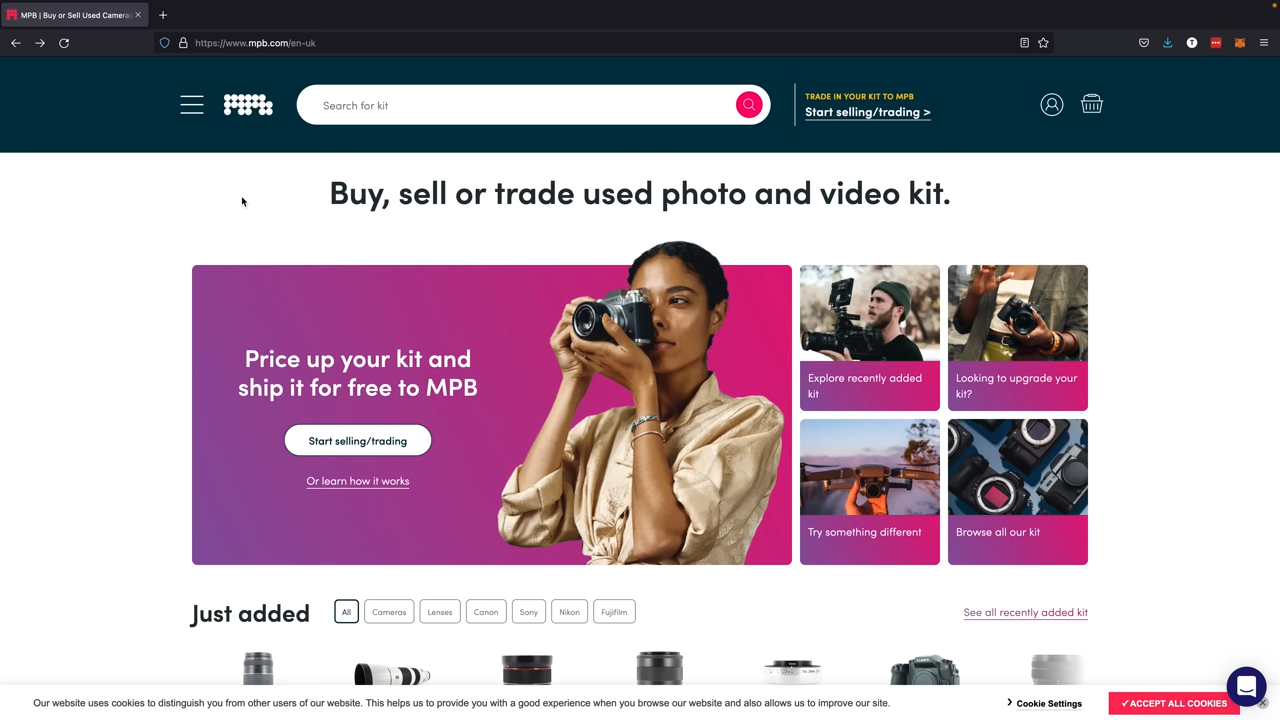 MPB | Buy or Sell Used Cameras
https://www.mpb.com/en-uk
mpb
Search for kit
TRADE IN YOUR KIT TO MPB
Start selling/trading >
Buy, sell or trade used photo and video kit.
Price up your kit and
ship it for free to MPB
Start selling/trading
Or learn how it works
Explore recently added
kit
Looking to upgrade your
kit?
Try something different
Browse all our kit
Just added
All
Cameras
Lenses
Canon
Sony
Nikon
Fujifilm
See all recently added kit
Our website uses cookies to distinguish you from other users of our website. This helps us to provide you with a good experience when you browse our website and also allows us to improve our site.
Cookie Settings
✓ACCEPT ALL COOKIES